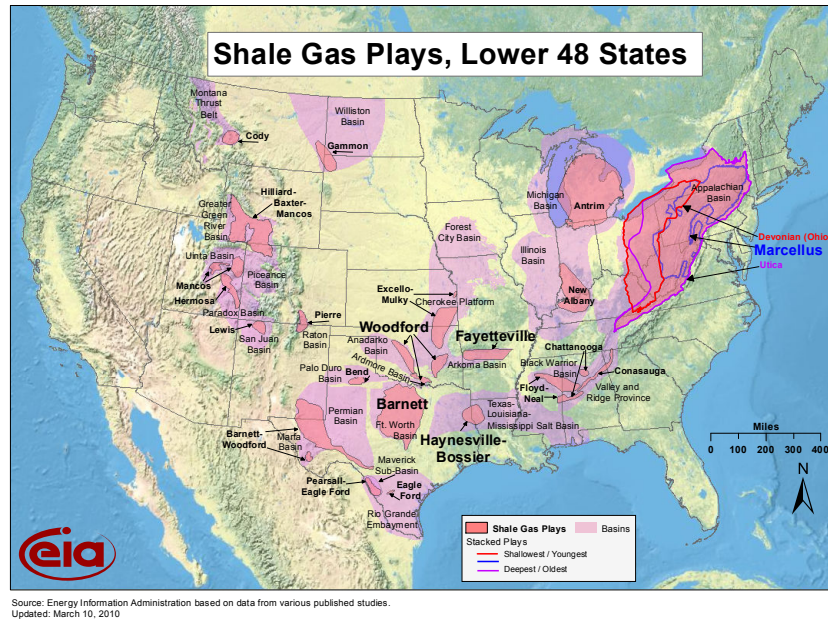 Shale Gas Plays, Lower 48 States
Montana
Thrust
Belt
Cody
Williston
Basin
Gammon
Hilliard-
Baxter-
Mancos
Greater
Green
River
Basin
Uinta Basin
Mancos
Piceance
Basin
Hermosa
Paradox Basin
Lewis
San Juan
Basin
Pierre
Raton
Basin
Michigan
Basin
Antrim
Appalachian
Basin
Devonian (Ohio
Marcellus
Utica
Forest
City Basin
Illinois
Basin
Excello-
Mulky
Cherokee Platform
New
Albany
Woodford
Anadarko
Basin
Ardmore Basin
Fayetteville
Arkoma Basin
Chattanooga
Black Warrior
Basin
Conasauga
Floyd-
Neal
Valley and
Ridge Province
Palo Duro
Basin
Bend
Barnett
Ft. Worth
Basin
Permian
Basin
Barnett-
Woodford
Marfa
Basin
Texas-
Louisiana-
Mississippi Salt Basin
Haynesville-
Bossier
Maverick
Sub-Basin
Pearsall-
Eagle Ford
Eagle
Ford
Rio Grande
Embayment
Miles
0 100 200 300 400
N
Shale Gas Plays
Basins
Stacked Plays
Shallowest / Youngest
Deepest / Oldest
eia
Source: Energy Information Administration based on data from various published studies.
Updated: March 10, 2010